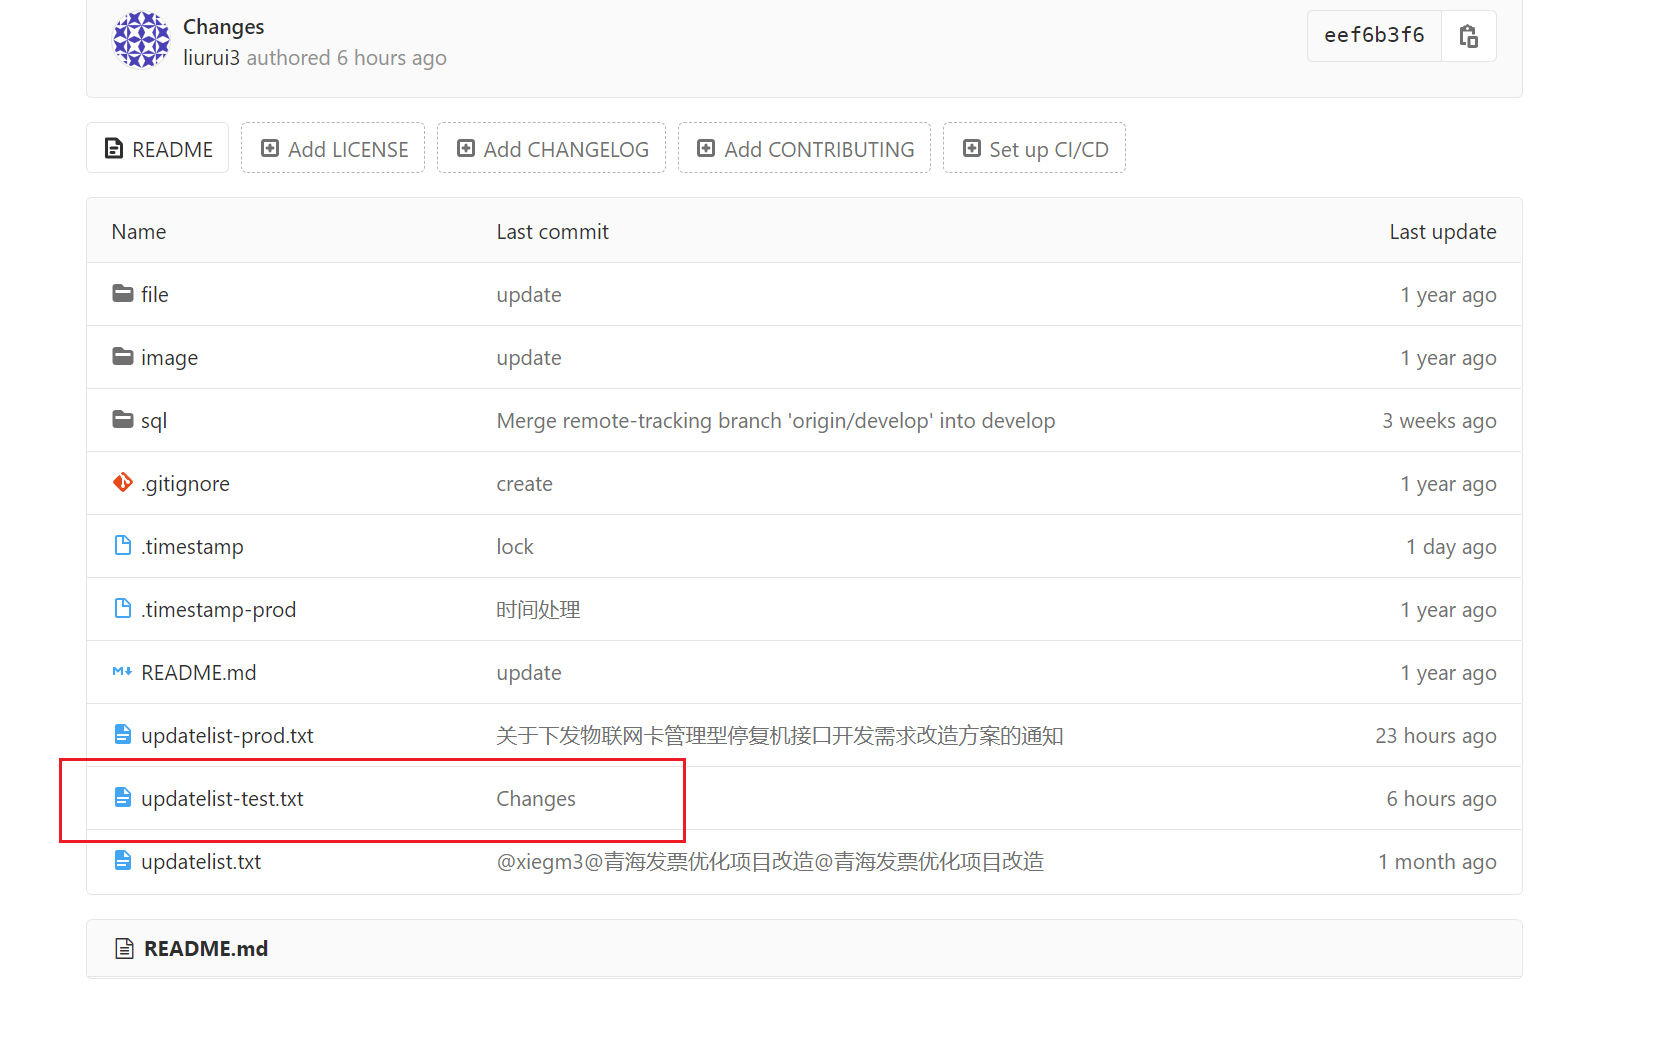 Changes
liurui3 authored 6 hours ago
eef6b3f6
README Add LICENSE Add CHANGELOG Add CONTRIBUTING Set up CI/CD
Name Last commit Last update
file update 1 year ago
image update 1 year ago
sql Merge remote-tracking branch 'origin/develop' into develop 3 weeks ago
.gitignore create 1 year ago
.timestamp lock 1 day ago
.timestamp-prod 时间处理 1 year ago
README.md update 1 year ago
updatelist-prod.txt 关于下发物联网卡管理型停复机接口开发需求改造方案的通知 23 hours ago
updatelist-test.txt Changes 6 hours ago
updatelist.txt @xiegm3@青海发票优化项目改造@青海发票优化项目改造 1 month ago
README.md